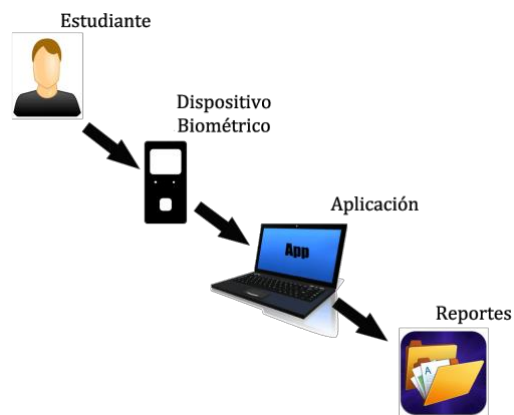 Estudiante
Dispositivo
Biométrico
Aplicación
App
Reportes
A